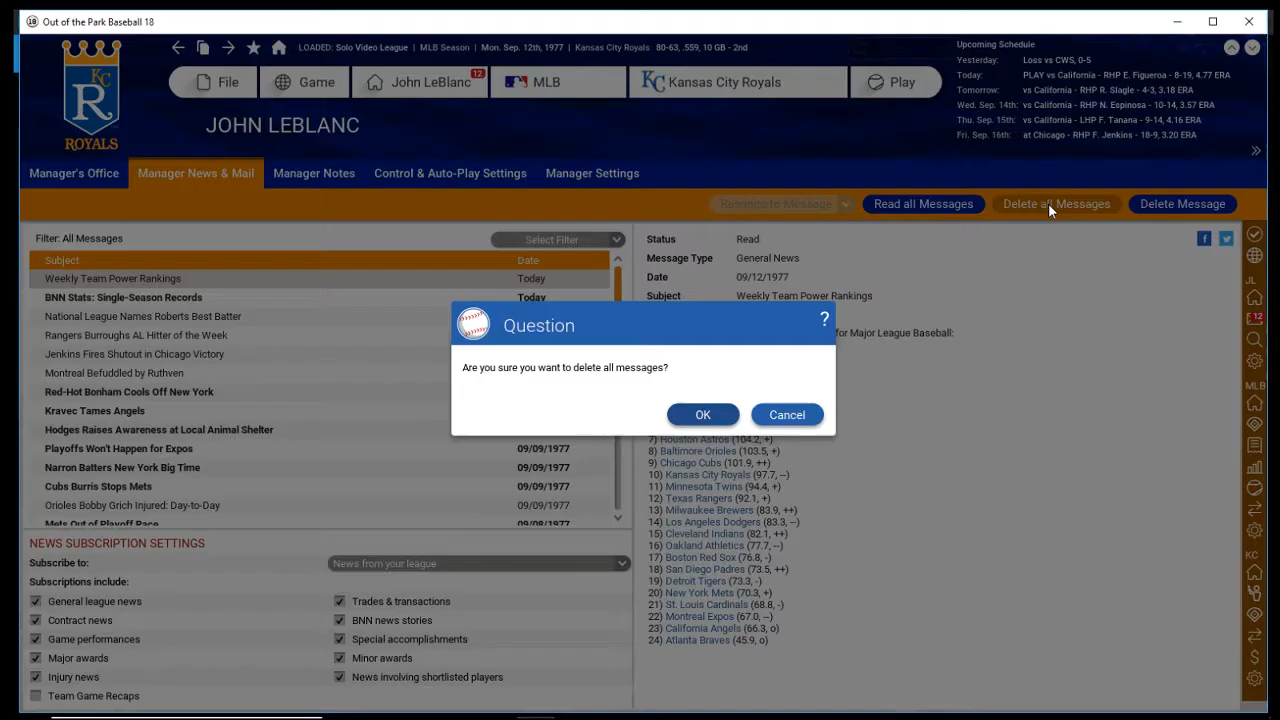 18 Out of the Park Baseball 18
KC
R
ROYALS
LOADED: Solo Video League | MLB Season | Mon. Sep. 12th, 1977 | Kansas City Royals 80-63, .559, 10 GB - 2nd
File
Game
John LeBlanc
12
MLB
KC Kansas City Royals
Play
Upcoming Schedule
Yesterday: Loss vs CWS, 0-5
Today: PLAY vs California - RHP E. Figueroa - 8-19, 4.77 ERA
Tomorrow: vs California - RHP R. Slagle - 4-3, 3.18 ERA
Wed. Sep. 14th: vs California - RHP N. Espinosa - 10-14, 3.57 ERA
Thu. Sep. 15th: vs California - LHP F. Tanana - 9-14, 4.16 ERA
Fri. Sep. 16th: at Chicago - RHP F. Jenkins - 18-9, 3.20 ERA
JOHN LEBLANC
Manager's Office
Manager News & Mail
Manager Notes
Control & Auto-Play Settings
Manager Settings
Respond to Message
Read all Messages
Delete all Messages
Delete Message
Filter: All Messages
Select Filter
Subject Date
Weekly Team Power Rankings Today
BNN Stats: Single-Season Records Today
National League Names Roberts Best Batter
Rangers Burroughs AL Hitter of the Week
Jenkins Fires Shutout in Chicago Victory
Montreal Befuddled by Ruthven
Red-Hot Bonham Cools Off New York
Kravec Tames Angels
Hodges Raises Awareness at Local Animal Shelter
Playoffs Won't Happen for Expos 09/09/1977
Narron Batters New York Big Time 09/09/1977
Cubs Burris Stops Mets 09/09/1977
Orioles Bobby Grich Injured: Day-to-Day 09/09/1977
Mets Out of Playoff Race 09/08/1977
Status Read
Message Type General News
Date 09/12/1977
Subject Weekly Team Power Rankings
for Major League Baseball:
Question
?
Are you sure you want to delete all messages?
OK
Cancel
7) Houston Astros (104.2, +)
8) Baltimore Orioles (103.5, +)
9) Chicago Cubs (101.9, ++)
10) Kansas City Royals (97.7, --)
11) Minnesota Twins (94.4, +)
12) Texas Rangers (92.1, +)
13) Milwaukee Brewers (83.9, ++)
14) Los Angeles Dodgers (83.3, --)
15) Cleveland Indians (82.1, ++)
16) Oakland Athletics (77.7, --)
17) Boston Red Sox (76.8, -)
18) San Diego Padres (73.5, ++)
19) Detroit Tigers (73.3, -)
20) New York Mets (70.3, +)
21) St. Louis Cardinals (68.8, -)
22) Montreal Expos (67.0, --)
23) California Angels (66.3, o)
24) Atlanta Braves (45.9, o)
NEWS SUBSCRIPTION SETTINGS
Subscribe to: News from your league
Subscriptions include:
General league news
Trades & transactions
Contract news
BNN news stories
Game performances
Special accomplishments
Major awards
Minor awards
Injury news
News involving shortlisted players
Team Game Recaps
JL
12
MLB
KC